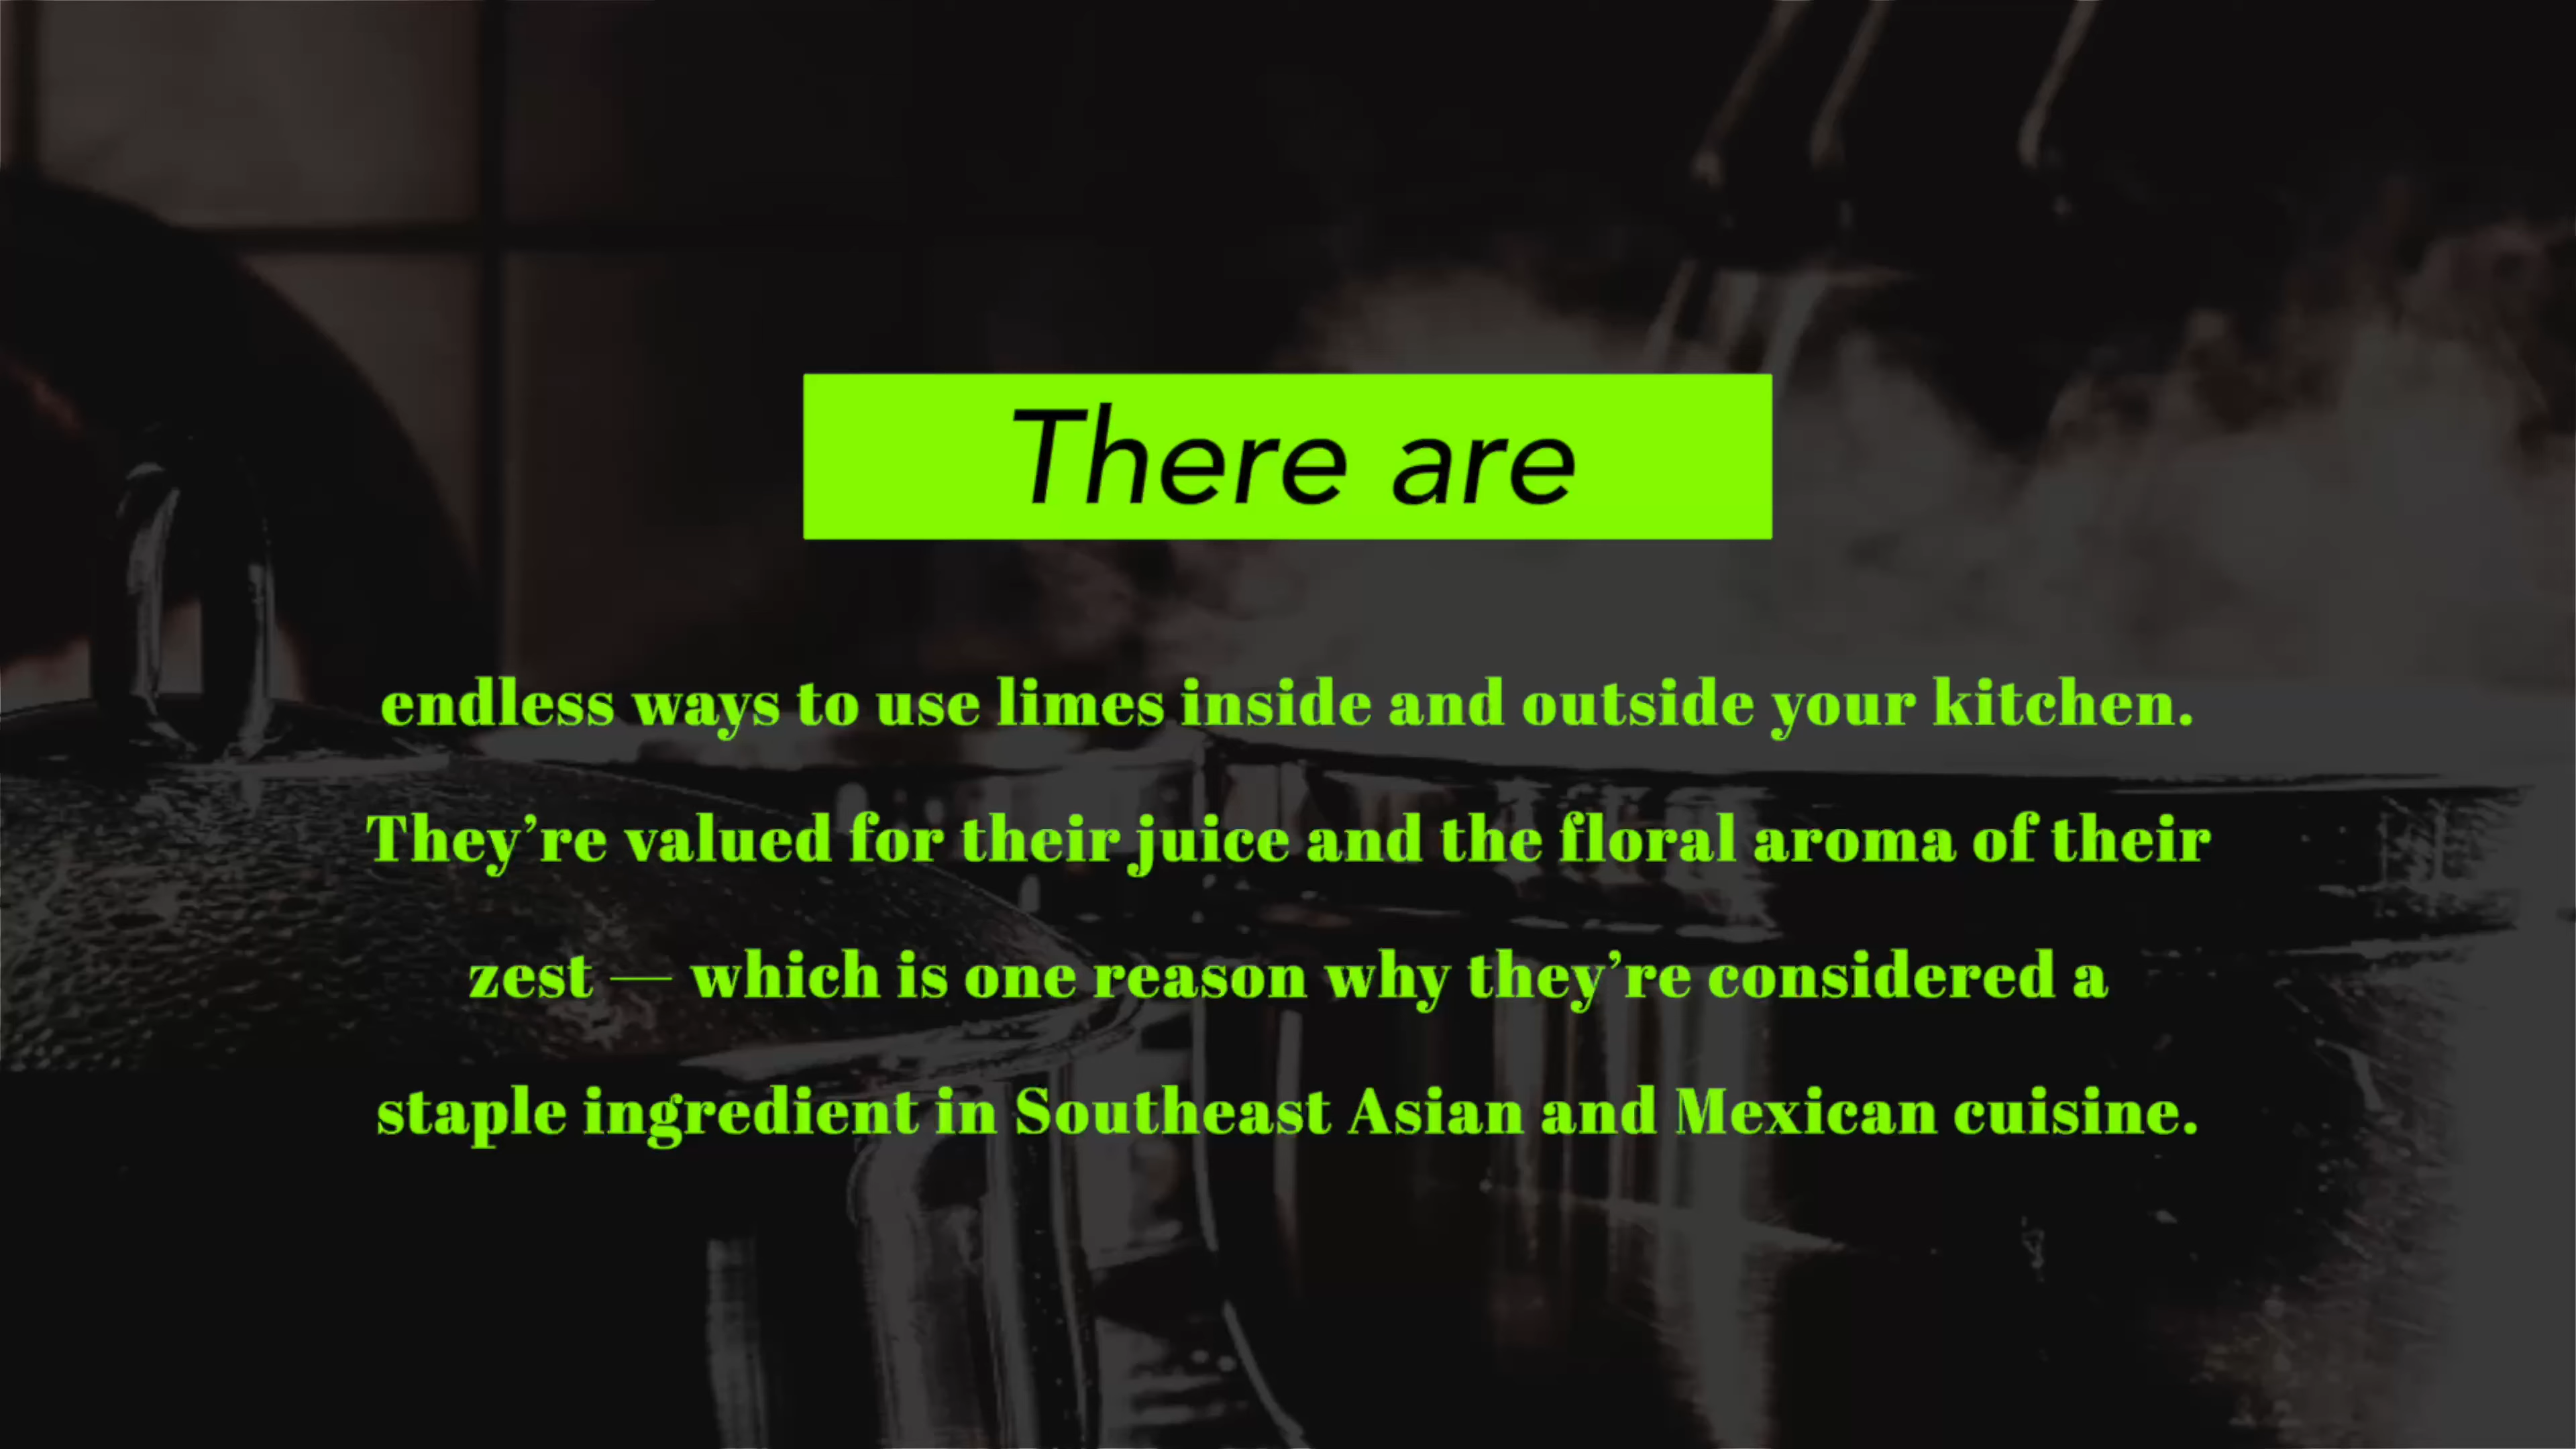 There are
endless ways to use limes inside and outside your kitchen.
They’re valued for their juice and the floral aroma of their
zest — which is one reason why they’re considered a
staple ingredient in Southeast Asian and Mexican cuisine.